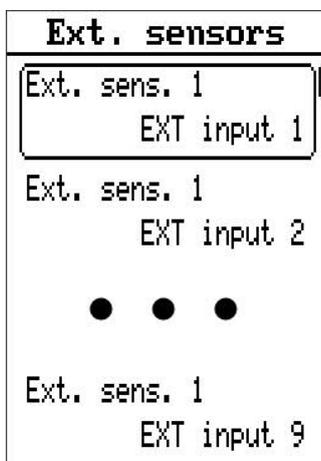 Ext. sensors
Ext. sens. 1
EXT input 1
Ext. sens. 1
EXT input 2
Ext. sens. 1
EXT input 9